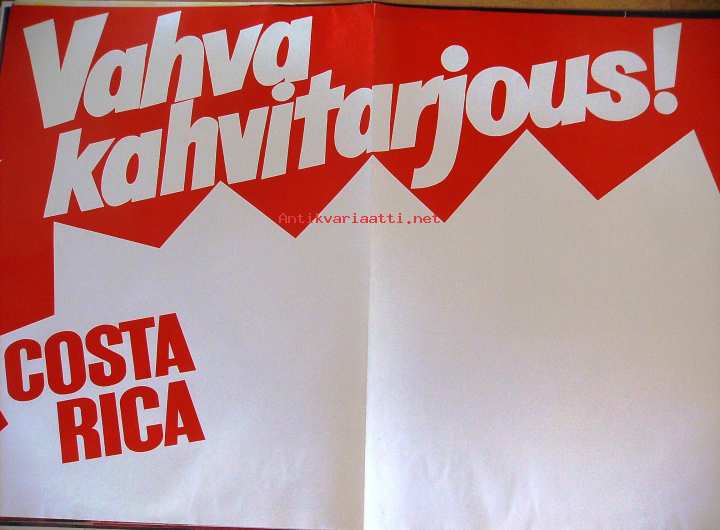 Vahva
kahvitarjous!
Antikvariaatti.net
COSTA
RICA